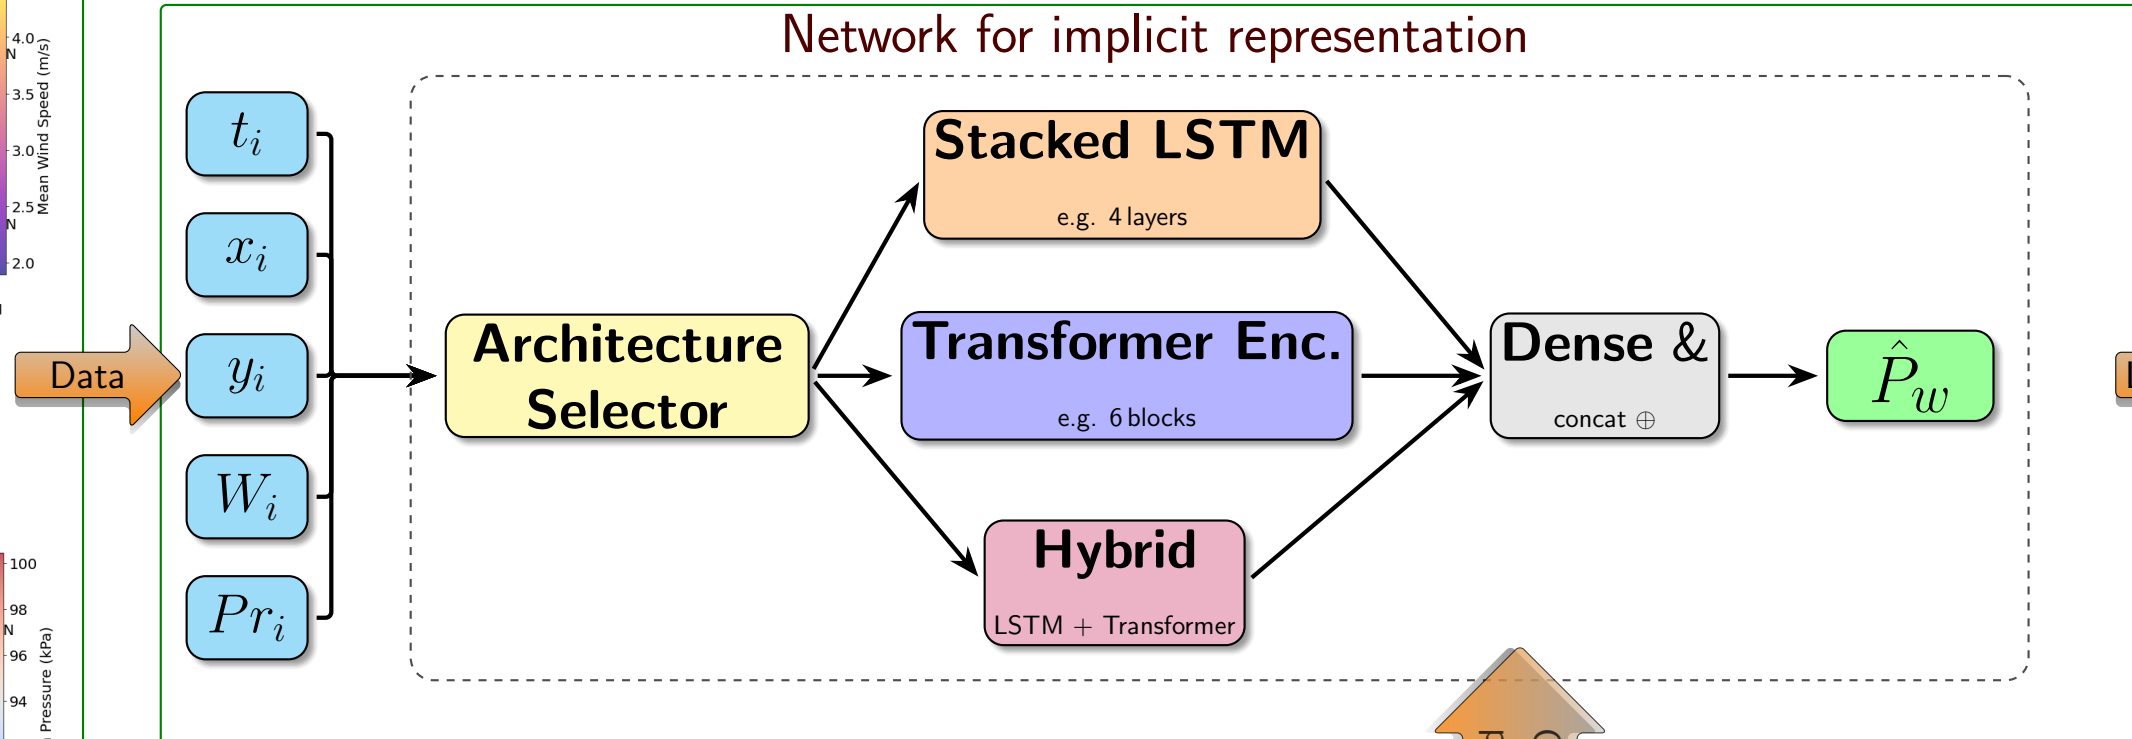 Network for implicit representation
4.0
N
3.5
3.0
2.5
N
2.0
Mean Wind Speed (m/s)
100
98
N
96
94
Pressure (kPa)
Data
t_i
x_i
y_i
W_i
Pr_i
Architecture
Selector
Stacked LSTM
e.g. 4 layers
Transformer Enc.
e.g. 6 blocks
Hybrid
LSTM + Transformer
Dense &
concat ⊕
P̂_w